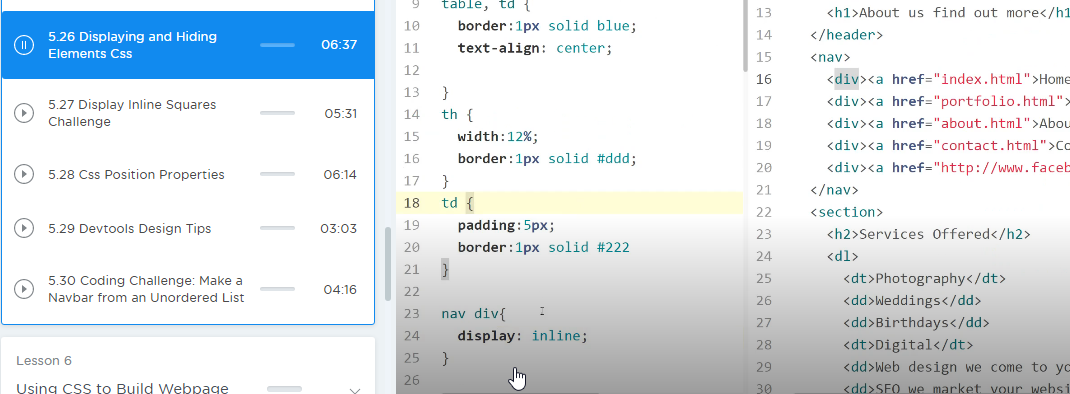 5.26 Displaying and Hiding
Elements Css
06:37
5.27 Display Inline Squares
Challenge
05:31
5.28 Css Position Properties
06:14
5.29 Devtools Design Tips
03:03
5.30 Coding Challenge: Make a
Navbar from an Unordered List
04:16
Lesson 6
Using CSS to Build Webpage
9 table, td {
10 border:1px solid blue;
11 text-align: center;
12
13 }
14 th {
15 width:12%;
16 border:1px solid #ddd;
17 }
18 td {
19 padding:5px;
20 border:1px solid #222
21 }
22
23 nav div{
24 display: inline;
25 }
26
13 <h1>About us find out more</h1
14 </header>
15 <nav>
16 <div><a href="index.html">Home
17 <div><a href="portfolio.html">
18 <div><a href="about.html">Abou
19 <div><a href="contact.html">Co
20 <div><a href="http://www.faceb
21 </nav>
22 <section>
23 <h2>Services Offered</h2>
24 <dl>
25 <dt>Photography</dt>
26 <dd>Weddings</dd>
27 <dd>Birthdays</dd>
28 <dt>Digital</dt>
29 <dd>Web design we come to yo
30 <dd>SEO we market your websi